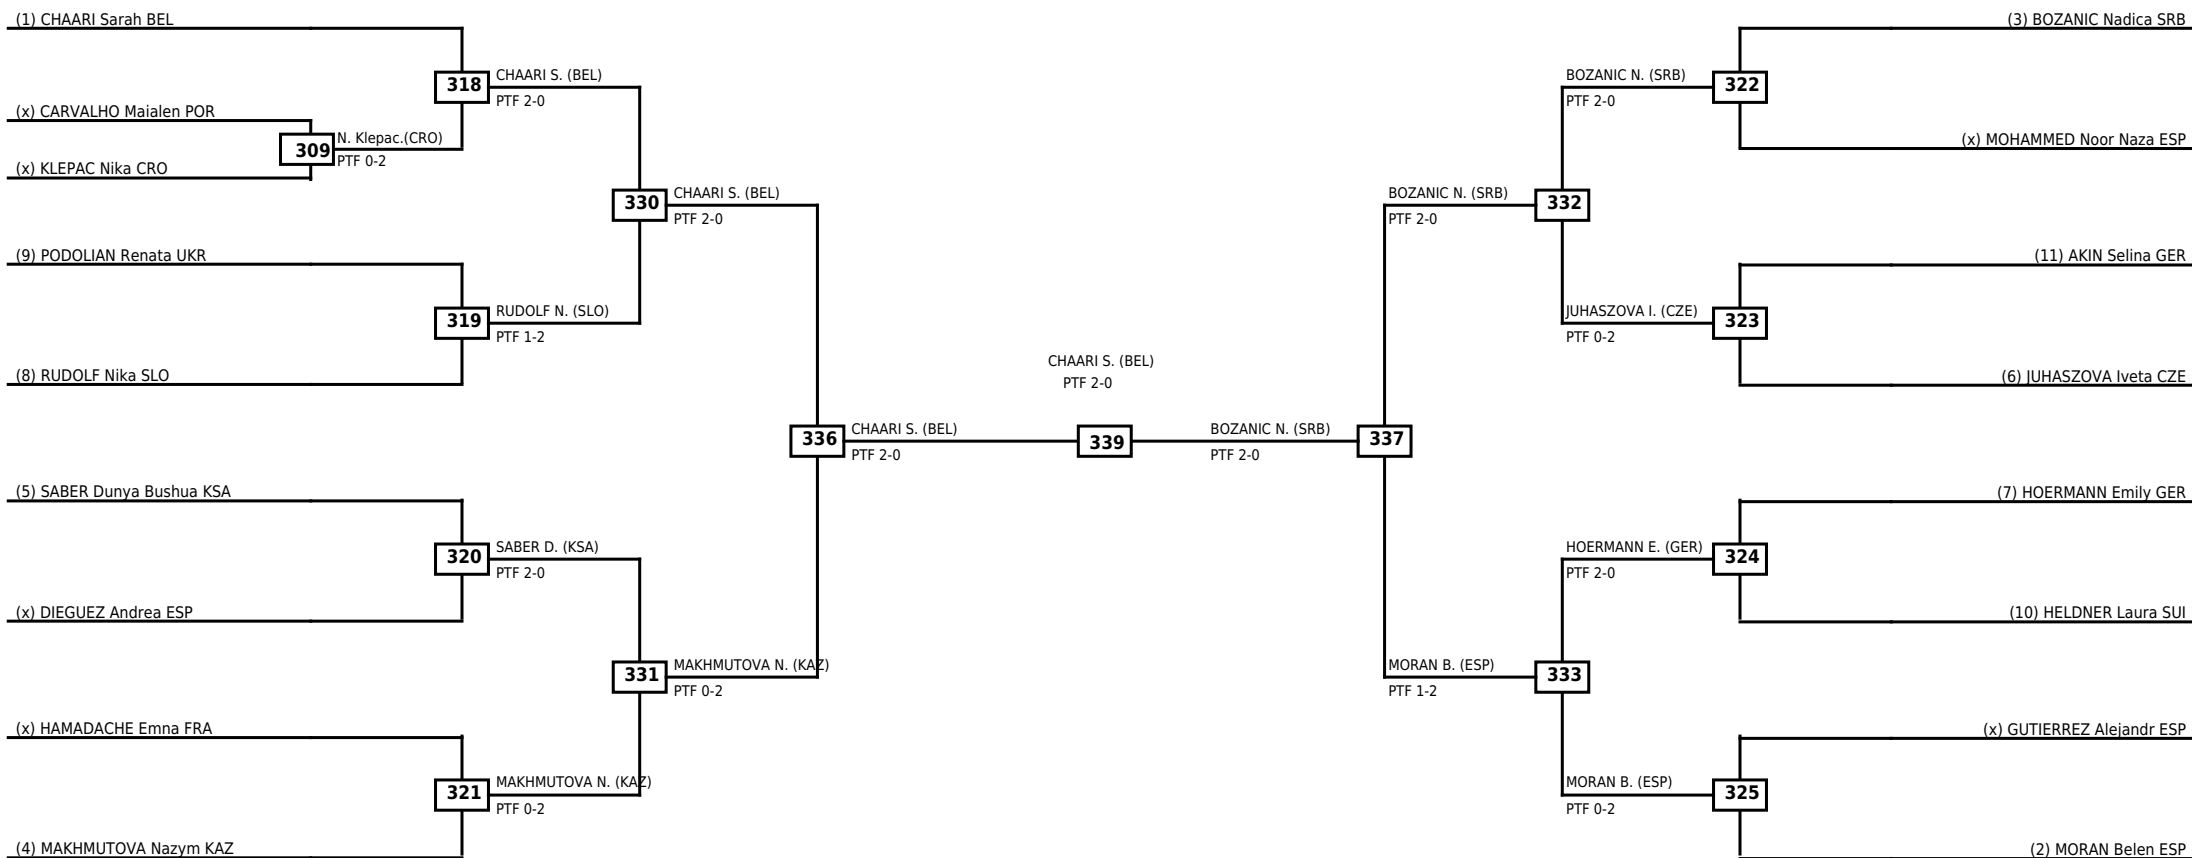 (1) CHAARI Sarah BEL
318
CHAARI S. (BEL)
PTF 2-0
(x) CARVALHO Maialen POR
309
N. Klepac.(CRO)
PTF 0-2
(x) KLEPAC Nika CRO
330
CHAARI S. (BEL)
PTF 2-0
(9) PODOLIAN Renata UKR
319
RUDOLF N. (SLO)
PTF 1-2
(8) RUDOLF Nika SLO
336
CHAARI S. (BEL)
PTF 2-0
(5) SABER Dunya Bushua KSA
320
SABER D. (KSA)
PTF 2-0
(x) DIEGUEZ Andrea ESP
331
MAKHMUTOVA N. (KAZ)
PTF 0-2
(x) HAMADACHE Emna FRA
321
MAKHMUTOVA N. (KAZ)
PTF 0-2
(4) MAKHMUTOVA Nazym KAZ
CHAARI S. (BEL)
PTF 2-0
339
(3) BOZANIC Nadica SRB
BOZANIC N. (SRB)
PTF 2-0
322
(x) MOHAMMED Noor Naza ESP
BOZANIC N. (SRB)
PTF 2-0
332
(11) AKIN Selina GER
JUHASZOVA I. (CZE)
PTF 0-2
323
(6) JUHASZOVA Iveta CZE
BOZANIC N. (SRB)
PTF 2-0
337
(7) HOERMANN Emily GER
HOERMANN E. (GER)
PTF 2-0
324
(10) HELDNER Laura SUI
MORAN B. (ESP)
PTF 1-2
333
(x) GUTIERREZ Alejandr ESP
MORAN B. (ESP)
PTF 0-2
325
(2) MORAN Belen ESP